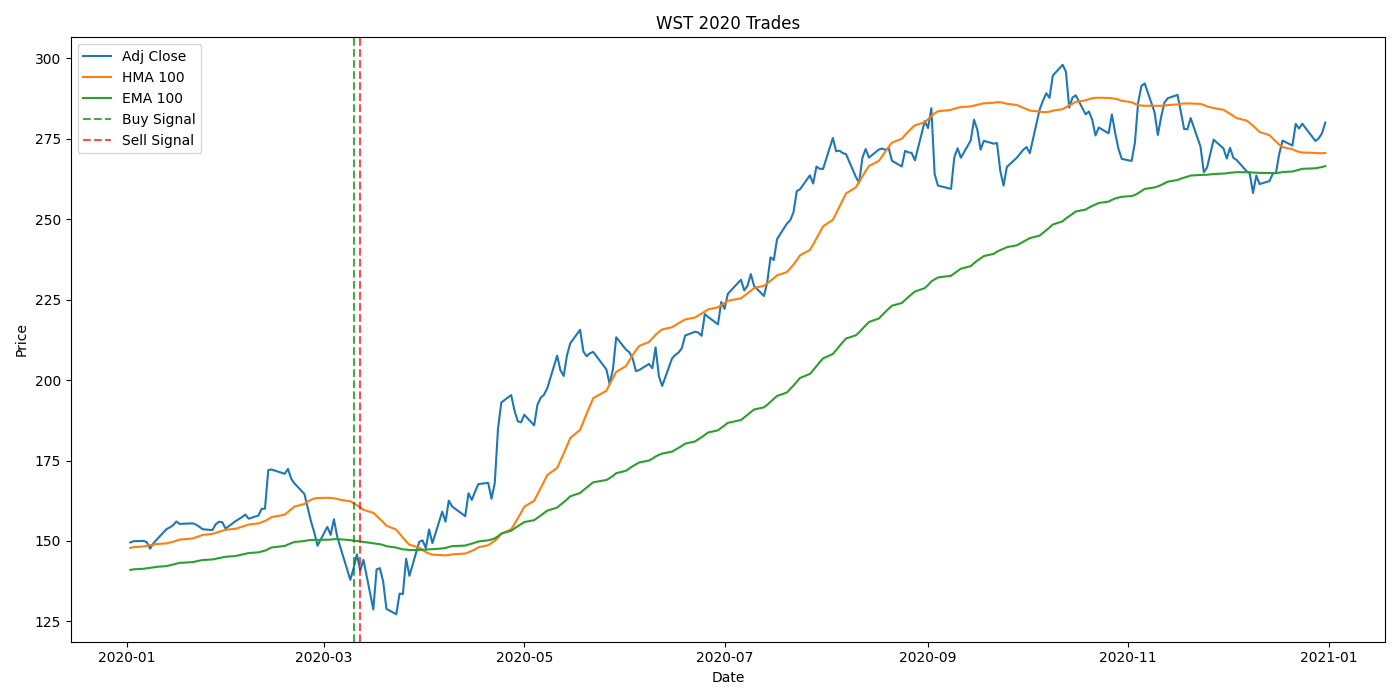 WST 2020 Trades
Adj Close
HMA 100
EMA 100
Buy Signal
Sell Signal
300
275
250
225
200
175
150
125
Price
2020-01
2020-03
2020-05
2020-07
2020-09
2020-11
2021-01
Date